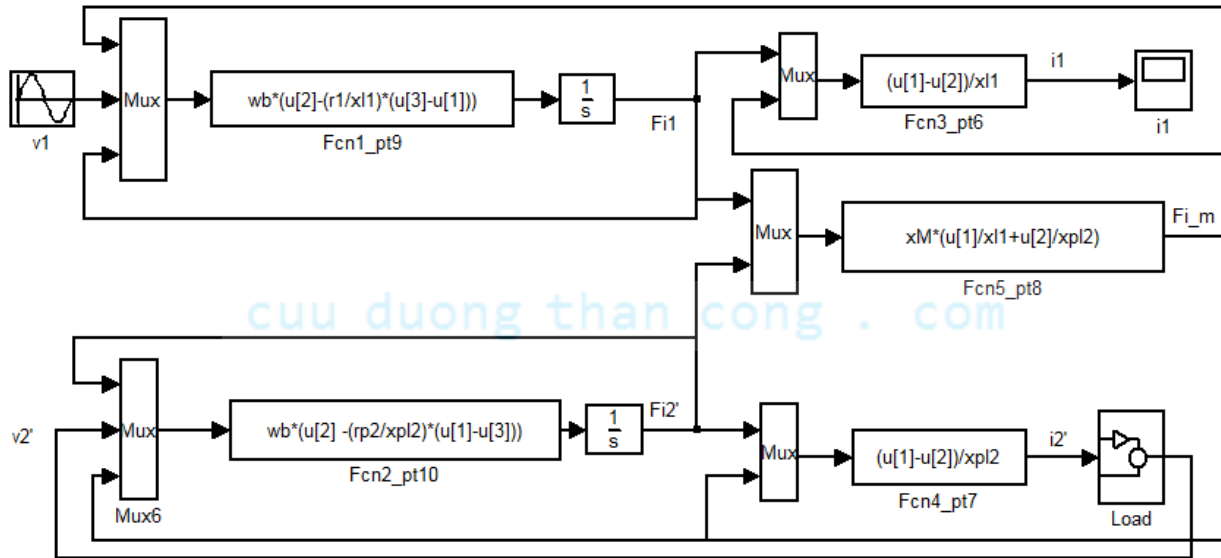 Mux
v1
wb*(u[2]-(r1/xl1)*(u[3]-u[1]))
Fcn1_pt9
1
s
Fi1
Mux
(u[1]-u[2])/xl1
Fcn3_pt6
i1
i1
Mux
xM*(u[1]/xl1+u[2]/xpl2)
Fcn5_pt8
Fi_m
cuu duong than cong . com
v2'
Mux
Mux6
wb*(u[2] -(rp2/xpl2)*(u[1]-u[3]))
Fcn2_pt10
1
s
Fi2'
Mux
(u[1]-u[2])/xpl2
Fcn4_pt7
i2'
Load